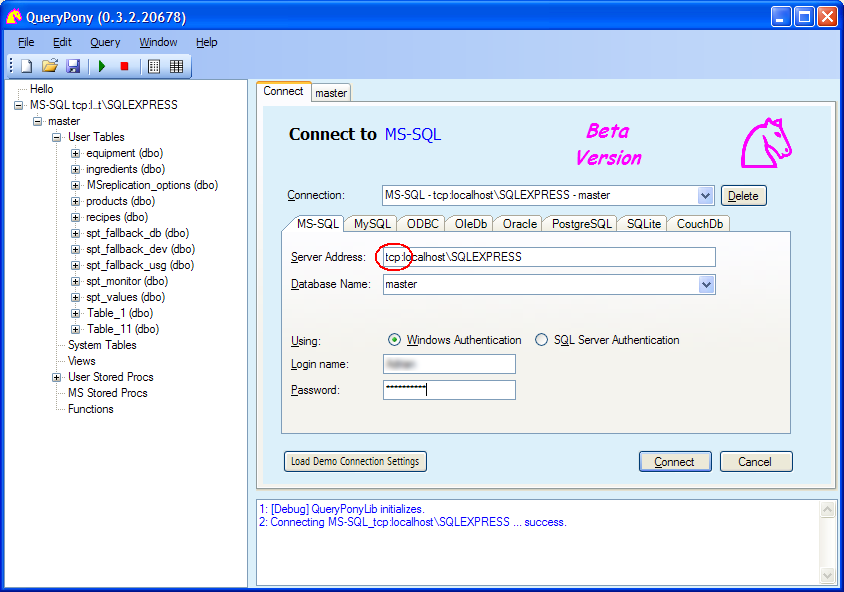 QueryPony (0.3.2.20678)
File Edit Query Window Help
Hello
MS-SQL tcp:l..t\SQLEXPRESS
master
User Tables
equipment (dbo)
ingredients (dbo)
MSreplication_options (dbo)
products (dbo)
recipes (dbo)
spt_fallback_db (dbo)
spt_fallback_dev (dbo)
spt_fallback_usg (dbo)
spt_monitor (dbo)
spt_values (dbo)
Table_1 (dbo)
Table_11 (dbo)
System Tables
Views
User Stored Procs
MS Stored Procs
Functions
Connect master
Connect to MS-SQL
Beta
Version
Connection: MS-SQL - tcp:localhost\SQLEXPRESS - master Delete
MS-SQL MySQL ODBC OleDb Oracle PostgreSQL SQLite CouchDb
Server Address: tcp:localhost\SQLEXPRESS
Database Name: master
Using: Windows Authentication SQL Server Authentication
Login name:
Password: **********
Load Demo Connection Settings Connect Cancel
1: [Debug] QueryPonyLib initializes.
2: Connecting MS-SQL_tcp:localhost\SQLEXPRESS ... success.